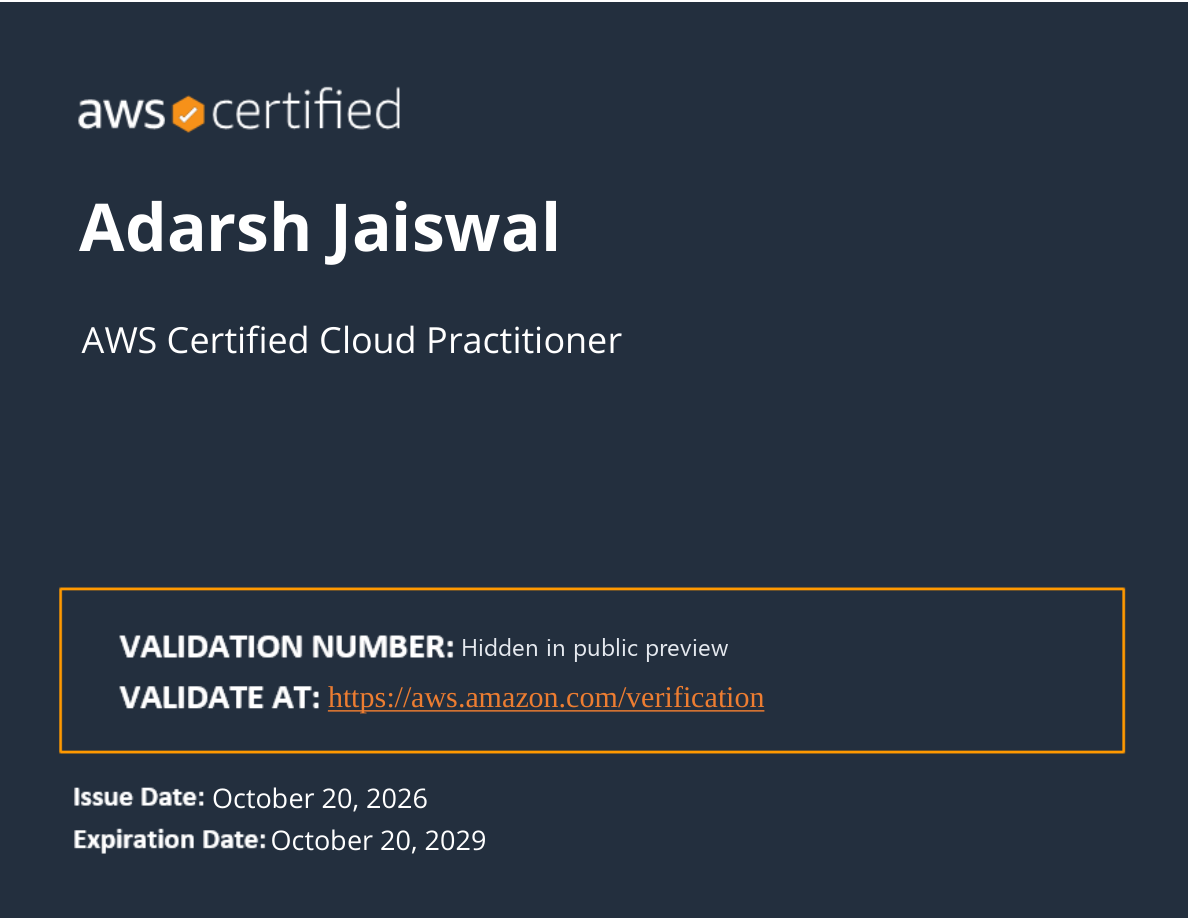 aws certified
Adarsh Jaiswal
AWS Certified Cloud Practitioner
VALIDATION NUMBER: Hidden in public preview
VALIDATE AT: https://aws.amazon.com/verification
Issue Date: October 20, 2026
Expiration Date: October 20, 2029